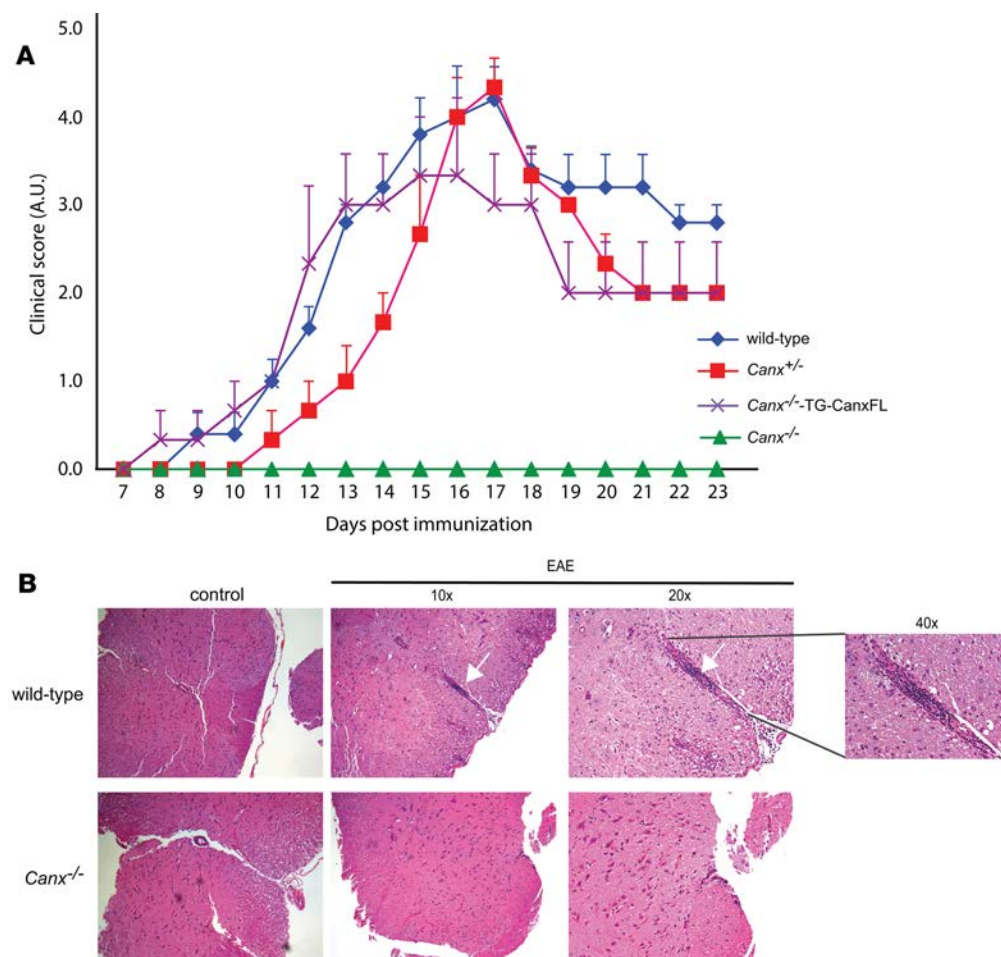 A
5.0
4.0
3.0
2.0
1.0
0.0
Clinical score (A.U.)
7 8 9 10 11 12 13 14 15 16 17 18 19 20 21 22 23
Days post immunization
wild-type
Canx+/-
Canx-/--TG-CanxFL
Canx-/-
B
EAE
control 10x 20x
40x
wild-type
Canx-/-